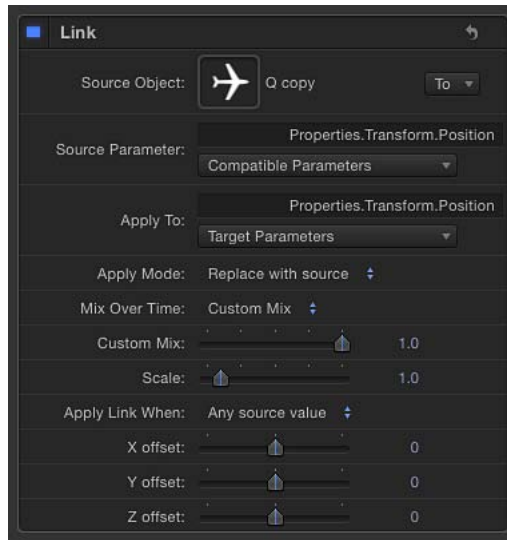 Link
Source Object: Q copy To
Source Parameter: Properties.Transform.Position
Compatible Parameters
Apply To: Properties.Transform.Position
Target Parameters
Apply Mode: Replace with source
Mix Over Time: Custom Mix
Custom Mix: 1.0
Scale: 1.0
Apply Link When: Any source value
X offset: 0
Y offset: 0
Z offset: 0